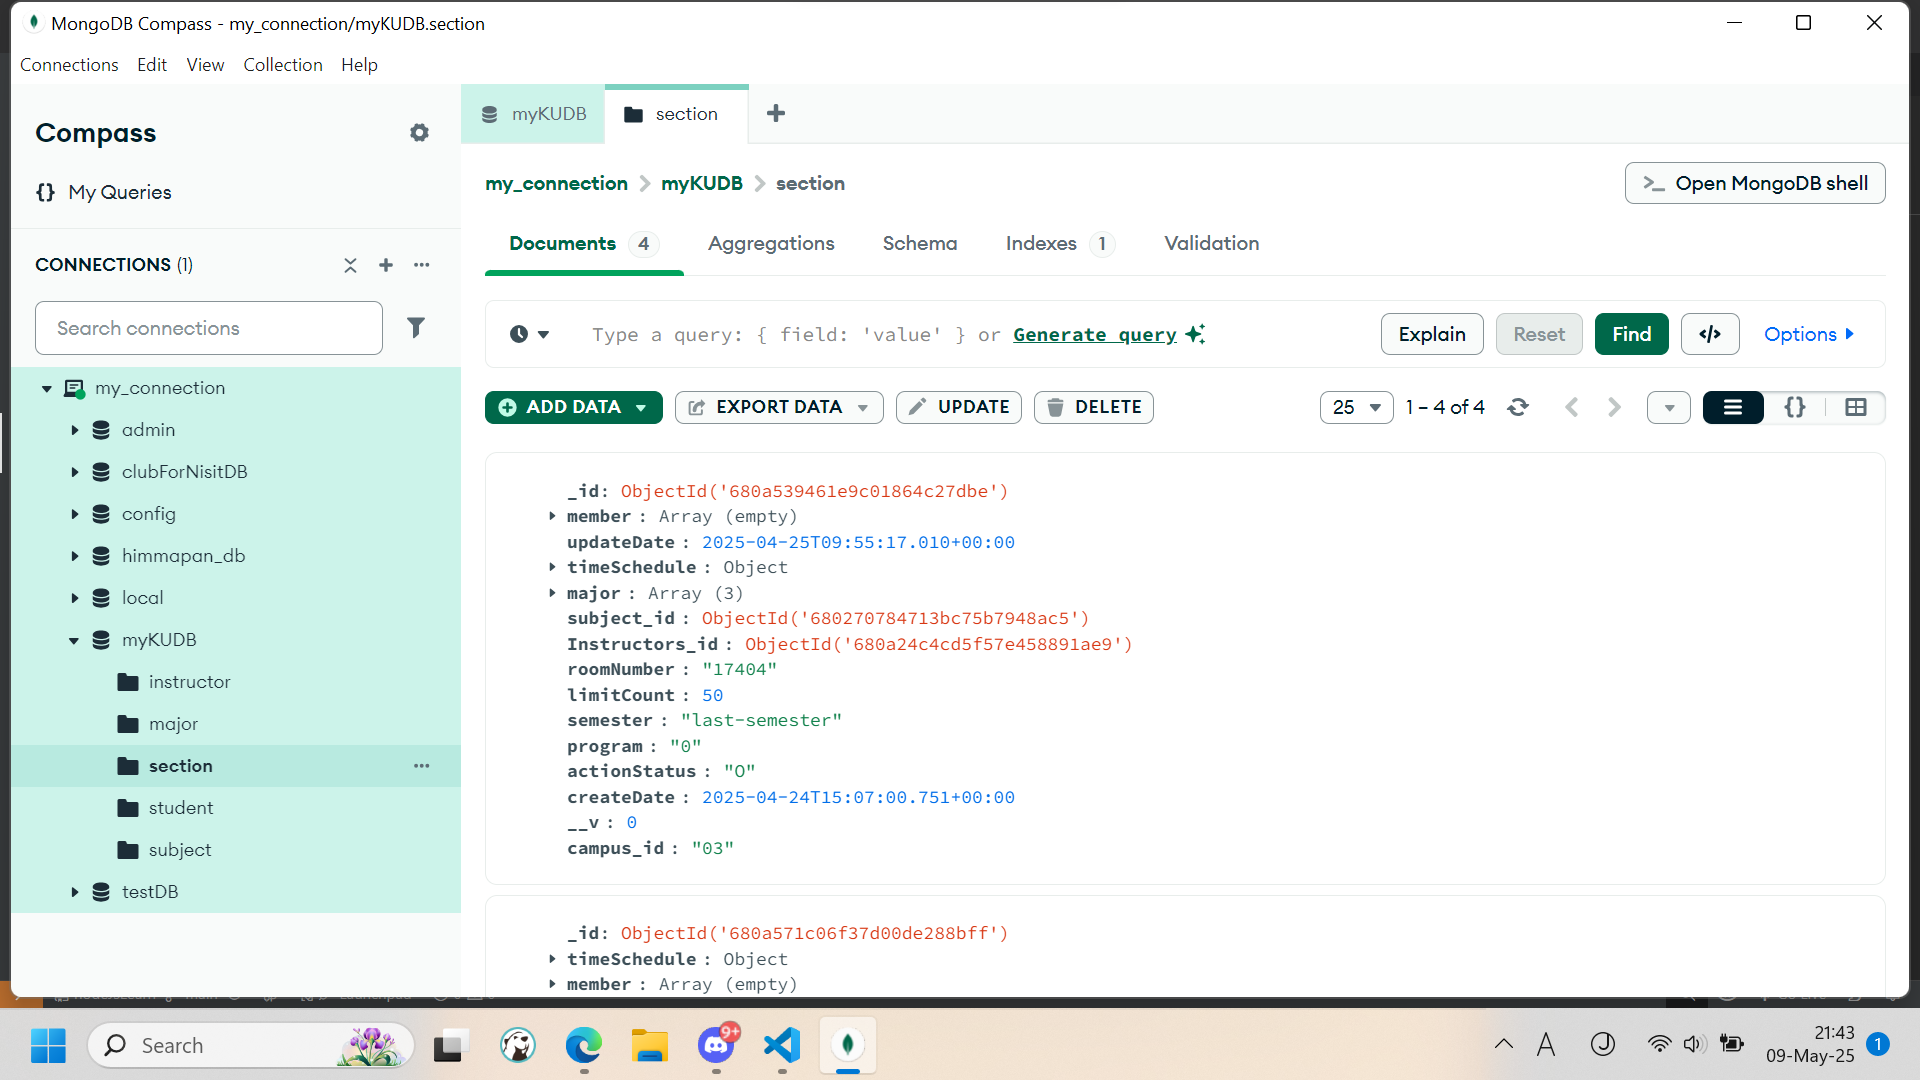 MongoDB Compass - my_connection/myKUDB.section
Connections Edit View Collection Help
Compass
{} My Queries
CONNECTIONS (1)
Search connections
my_connection
admin
clubForNisitDB
config
himmapan_db
local
myKUDB
instructor
major
section
student
subject
testDB
myKUDB section
my_connection myKUDB section
>_ Open MongoDB shell
Documents 4 Aggregations Schema Indexes 1 Validation
Type a query: { field: 'value' } or Generate query
Explain Reset Find </> Options
ADD DATA EXPORT DATA UPDATE DELETE
25 1 – 4 of 4 {}
_id: ObjectId('680a539461e9c01864c27dbe')
member : Array (empty)
updateDate : 2025-04-25T09:55:17.010+00:00
timeSchedule : Object
major : Array (3)
subject_id : ObjectId('680270784713bc75b7948ac5')
Instructors_id : ObjectId('680a24c4cd5f57e458891ae9')
roomNumber : "17404"
limitCount : 50
semester : "last-semester"
program : "0"
actionStatus : "O"
createDate : 2025-04-24T15:07:00.751+00:00
__v : 0
campus_id : "03"
_id: ObjectId('680a571c06f37d00de288bff')
timeSchedule : Object
member : Array (empty)
Search
9+
A
J
21:43
09-May-25
1